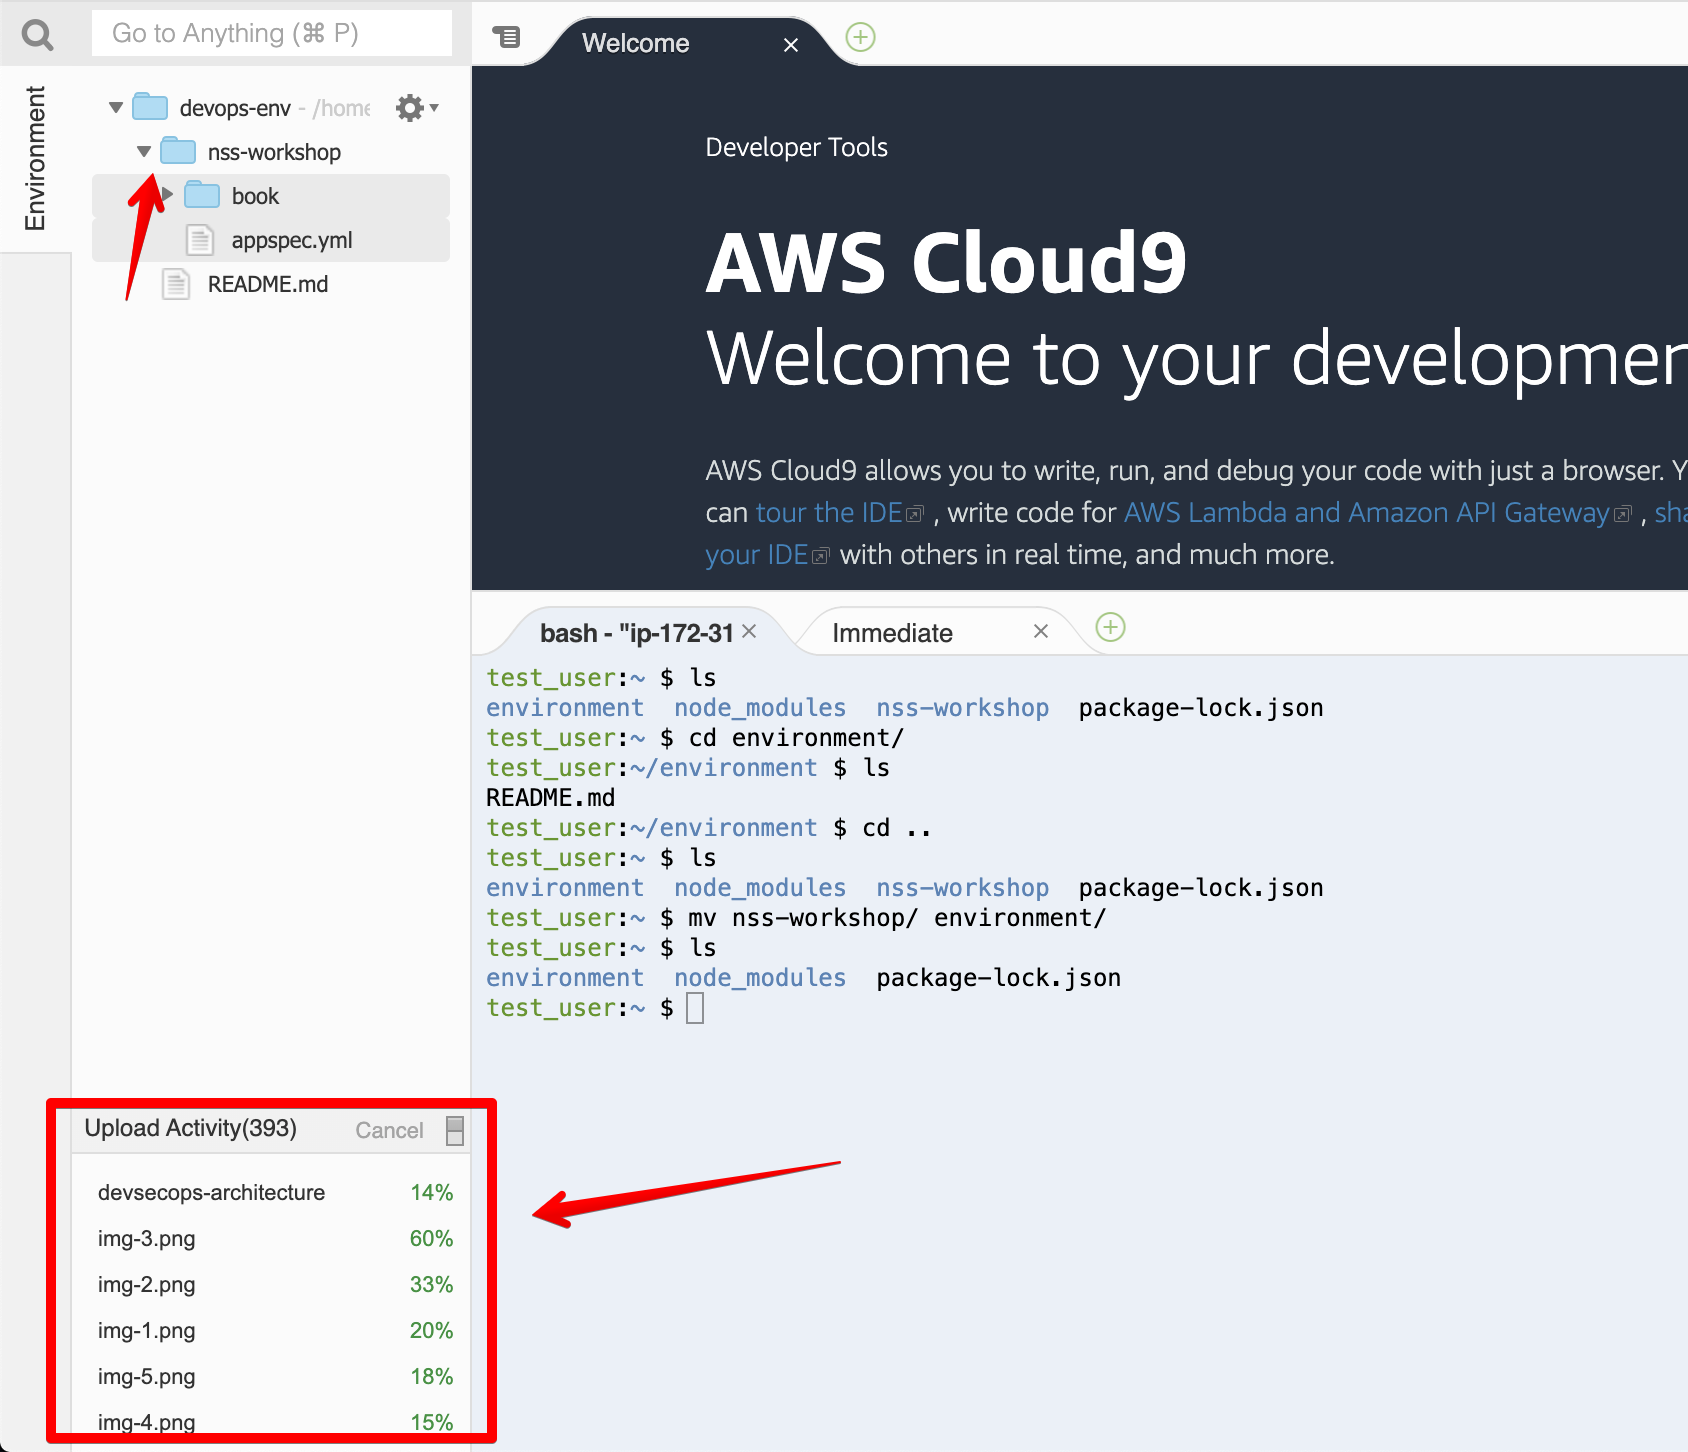 Go to Anything (⌘ P)
Environment
devops-env - /home
nss-workshop
book
appspec.yml
README.md
Welcome
Developer Tools
AWS Cloud9
Welcome to your developmen
AWS Cloud9 allows you to write, run, and debug your code with just a browser. Y
can tour the IDE , write code for AWS Lambda and Amazon API Gateway , sha
your IDE with others in real time, and much more.
bash - "ip-172-31
Immediate
test_user:~ $ ls
environment  node_modules  nss-workshop  package-lock.json
test_user:~ $ cd environment/
test_user:~/environment $ ls
README.md
test_user:~/environment $ cd ..
test_user:~ $ ls
environment  node_modules  nss-workshop  package-lock.json
test_user:~ $ mv nss-workshop/ environment/
test_user:~ $ ls
environment  node_modules  package-lock.json
test_user:~ $
Upload Activity(393) Cancel
devsecops-architecture 14%
img-3.png 60%
img-2.png 33%
img-1.png 20%
img-5.png 18%
img-4.png 15%